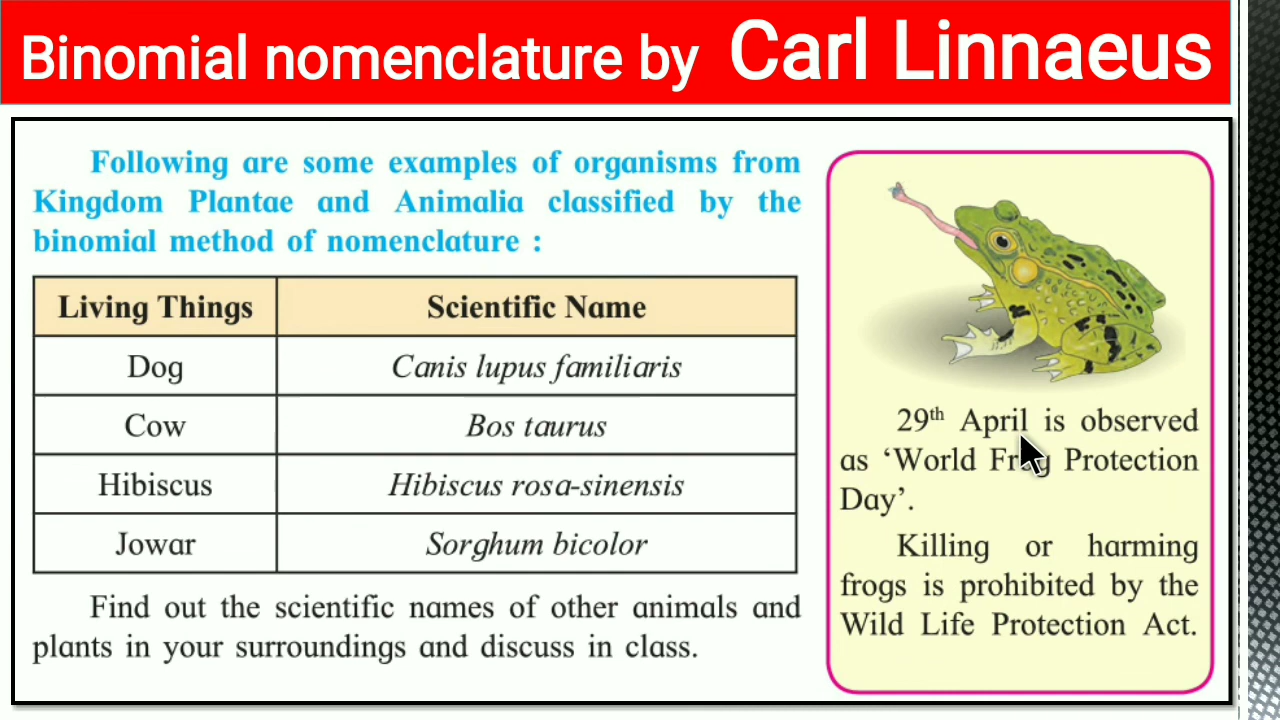 Binomial nomenclature by Carl Linnaeus
Following are some examples of organisms from
Kingdom Plantae and Animalia classified by the
binomial method of nomenclature :
Living Things Scientific Name
Dog Canis lupus familiaris
Cow Bos taurus
Hibiscus Hibiscus rosa-sinensis
Jowar Sorghum bicolor
Find out the scientific names of other animals and
plants in your surroundings and discuss in class.
29th April is observed
as ‘World Frog Protection
Day’.
Killing or harming
frogs is prohibited by the
Wild Life Protection Act.